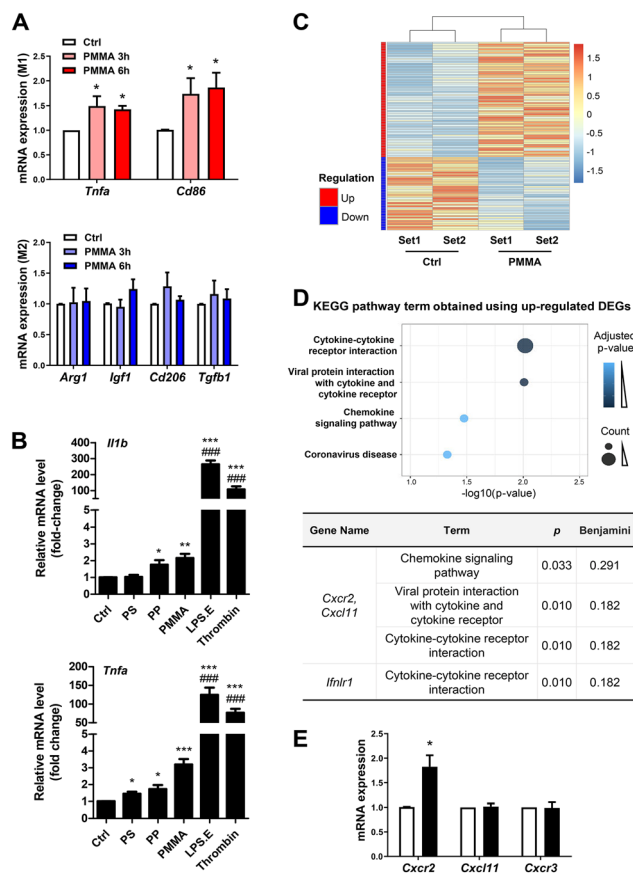 A
mRNA expression (M1)
Ctrl
PMMA 3h
PMMA 6h
2.5
2.0
1.5
1.0
0.5
0.0
*
*
*
*
Tnfa
Cd86
mRNA expression (M2)
Ctrl
PMMA 3h
PMMA 6h
2.5
2.0
1.5
1.0
0.5
0.0
Arg1
Igf1
Cd206
Tgfb1
B
Il1b
Relative mRNA level
(fold-change)
400
300
200
100
6
5
4
3
2
1
0
*
**
***
###
***
###
Ctrl
PS
PP
PMMA
LPS.E
Thrombin
Tnfa
Relative mRNA level
(fold change)
200
150
100
50
6
5
4
3
2
1
0
*
*
***
***
###
***
###
Ctrl
PS
PP
PMMA
LPS.E
Thrombin
C
1.5
1
0.5
0
-0.5
-1
-1.5
Regulation
Up
Down
Set1
Set2
Set1
Set2
Ctrl
PMMA
D
KEGG pathway term obtained using up-regulated DEGs
Cytokine-cytokine
receptor interaction
Viral protein interaction
with cytokine and
cytokine receptor
Chemokine
signaling pathway
Coronavirus disease
1.0
1.5
2.0
2.5
-log10(p-value)
Adjusted
p-value
Count
Gene Name Term p Benjamini
Cxcr2,
Cxcl11
Chemokine signaling
pathway
0.033 0.291
Viral protein interaction
with cytokine and
cytokine receptor
0.010 0.182
Cytokine-cytokine receptor
interaction
0.010 0.182
Ifnlr1
Cytokine-cytokine receptor
interaction
0.010 0.182
E
mRNA expression
2.5
2.0
1.5
1.0
0.5
0.0
*
Cxcr2
Cxcl11
Cxcr3